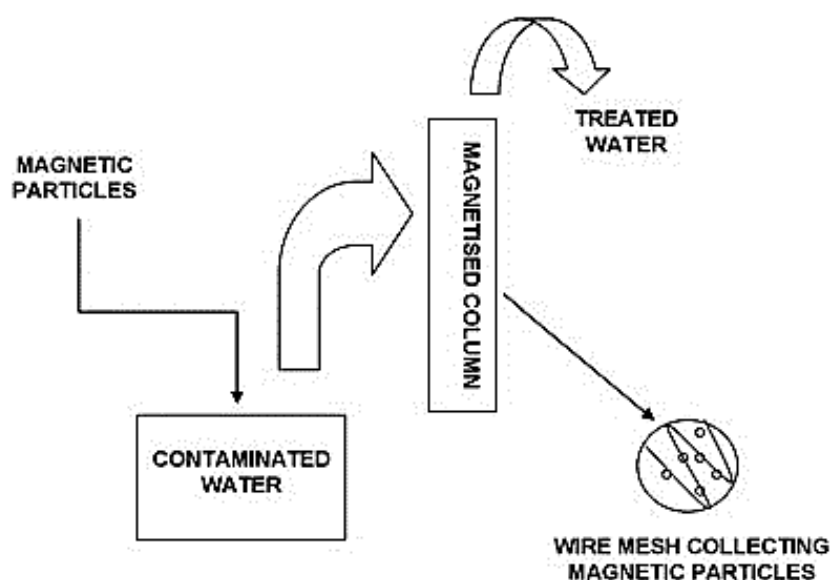 MAGNETIC
PARTICLES
CONTAMINATED
WATER
MAGNETISED COLUMN
TREATED
WATER
WIRE MESH COLLECTING
MAGNETIC PARTICLES